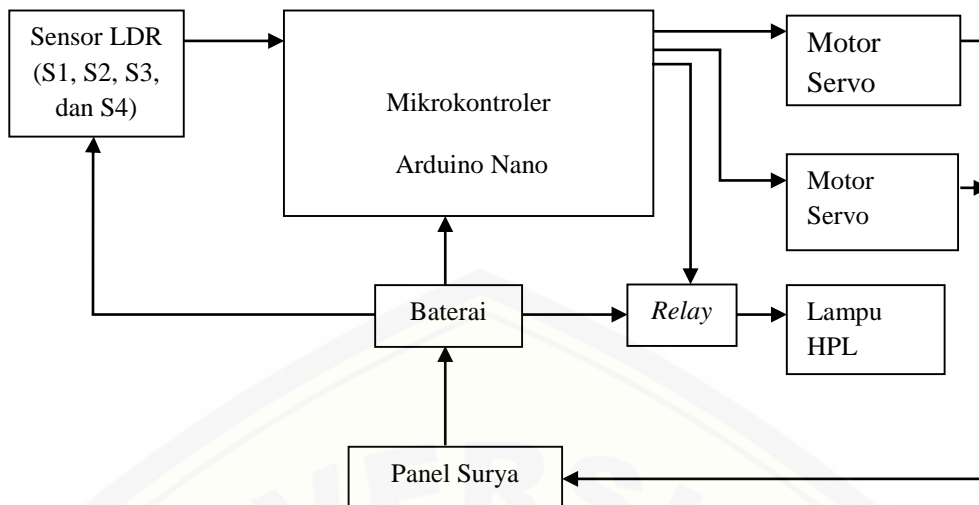 Sensor LDR
(S1, S2, S3,
dan S4)
Mikrokontroler
Arduino Nano
Motor
Servo
Motor
Servo
Baterai
Relay
Lampu
HPL
Panel Surya